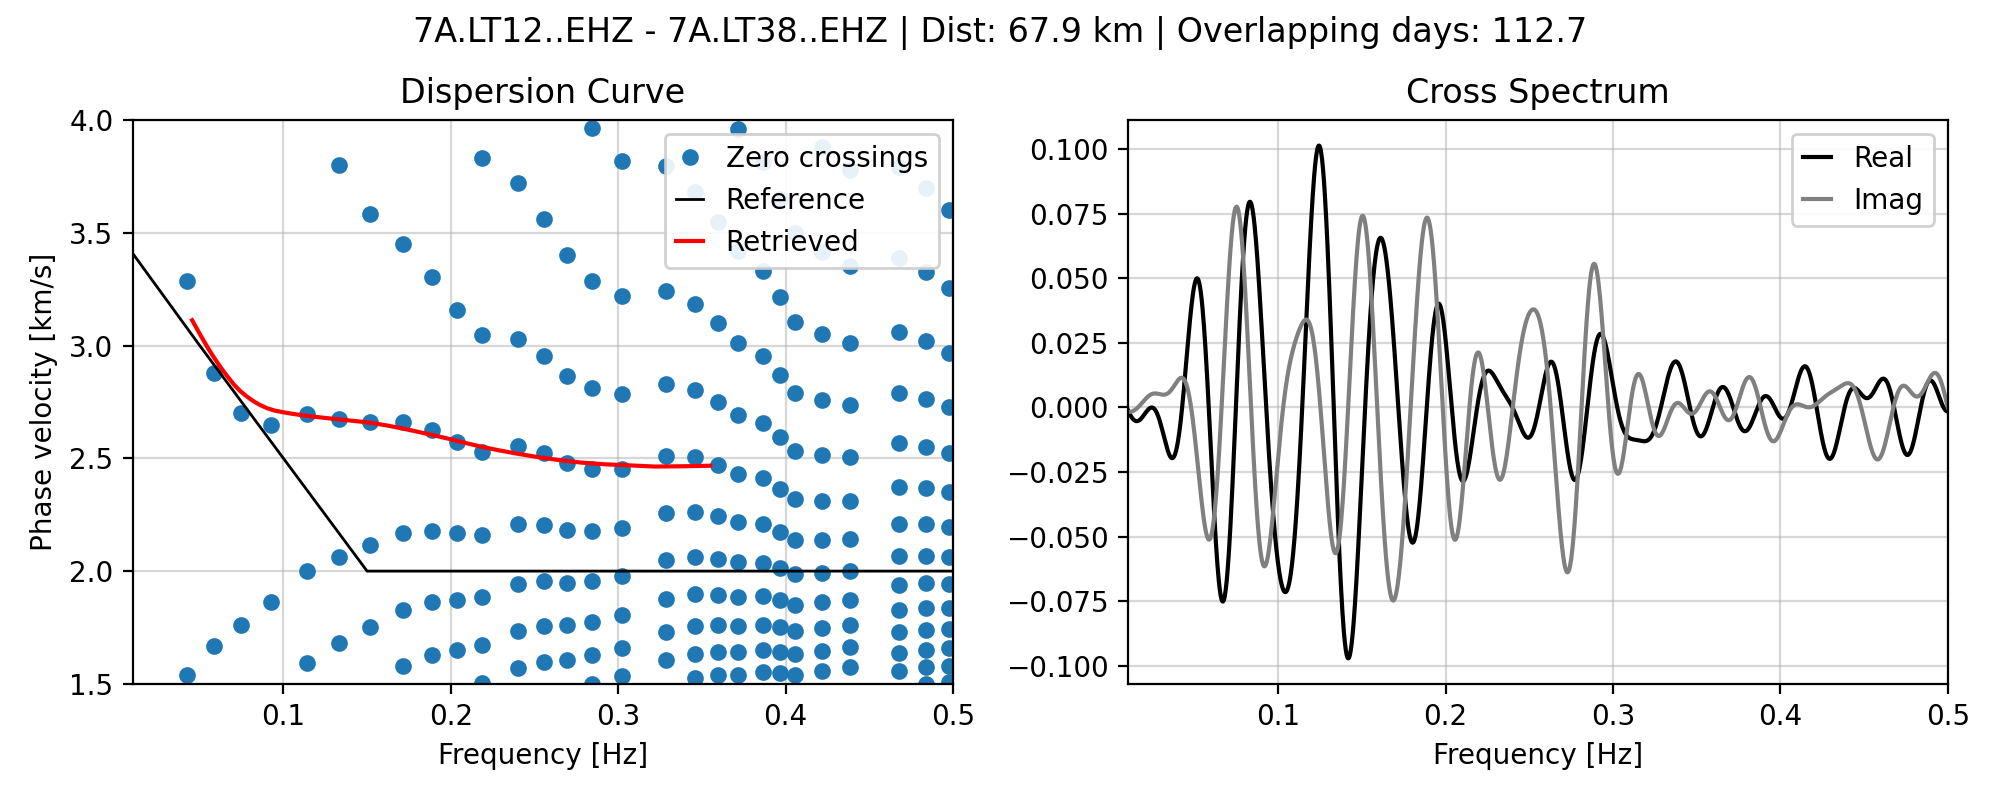 7A.LT12..EHZ - 7A.LT38..EHZ | Dist: 67.9 km | Overlapping days: 112.7
Dispersion Curve
Phase velocity [km/s]
4.0
3.5
3.0
2.5
2.0
1.5
0.1
0.2
0.3
0.4
0.5
Frequency [Hz]
Zero crossings
Reference
Retrieved
Cross Spectrum
0.100
0.075
0.050
0.025
0.000
−0.025
−0.050
−0.075
−0.100
0.1
0.2
0.3
0.4
0.5
Frequency [Hz]
Real
Imag